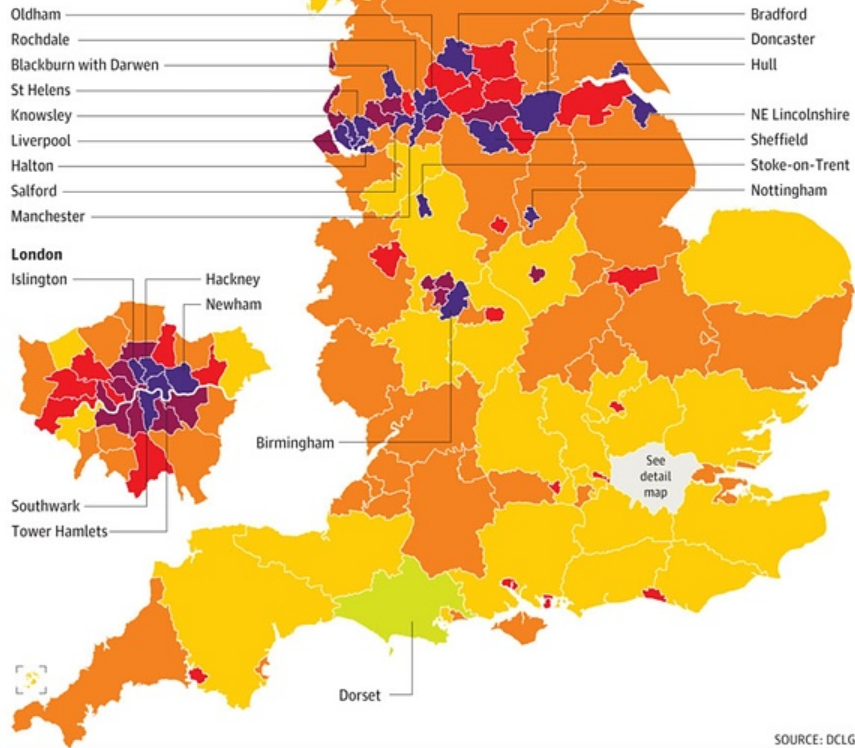 Oldham
Rochdale
Blackburn with Darwen
St Helens
Knowsley
Liverpool
Halton
Salford
Manchester
Bradford
Doncaster
Hull
NE Lincolnshire
Sheffield
Stoke-on-Trent
Nottingham
London
Islington
Hackney
Newham
Birmingham
See
detail
map
Southwark
Tower Hamlets
Dorset
SOURCE: DCLG